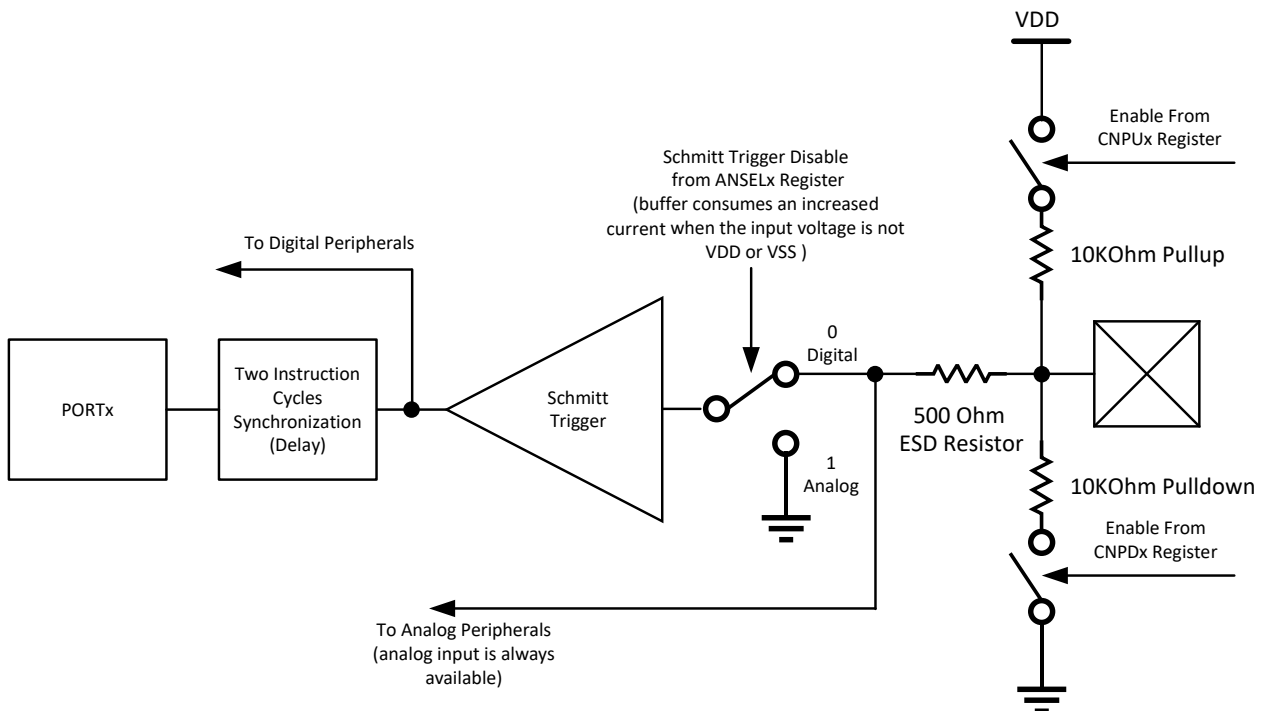 VDD
Enable From
CNPUx Register
Schmitt Trigger Disable
from ANSELx Register
(buffer consumes an increased
current when the input voltage is not
VDD or VSS )
To Digital Peripherals
10KOhm Pullup
0
Digital
PORTx
Two Instruction
Cycles
Synchronization
(Delay)
Schmitt
Trigger
500 Ohm
ESD Resistor
1
Analog
10KOhm Pulldown
Enable From
CNPDx Register
To Analog Peripherals
(analog input is always
available)